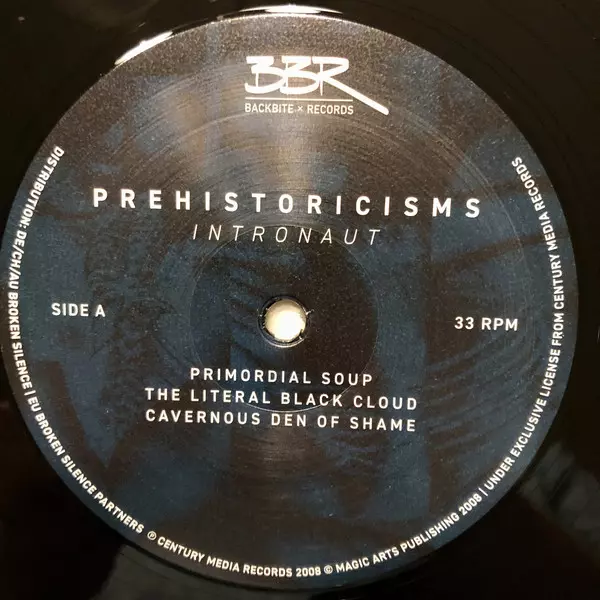 BBR
BACKBITE × RECORDS
PREHISTORICISMS
INTRONAUT
SIDE A
33 RPM
PRIMORDIAL SOUP
THE LITERAL BLACK CLOUD
CAVERNOUS DEN OF SHAME
DISTRIBUTION: DE/CH/AU BROKEN SILENCE | EU BROKEN SILENCE PARTNERS ℗ CENTURY MEDIA RECORDS 2008 © MAGIC ARTS PUBLISHING 2008 | UNDER EXCLUSIVE LICENSE FROM CENTURY MEDIA RECORDS